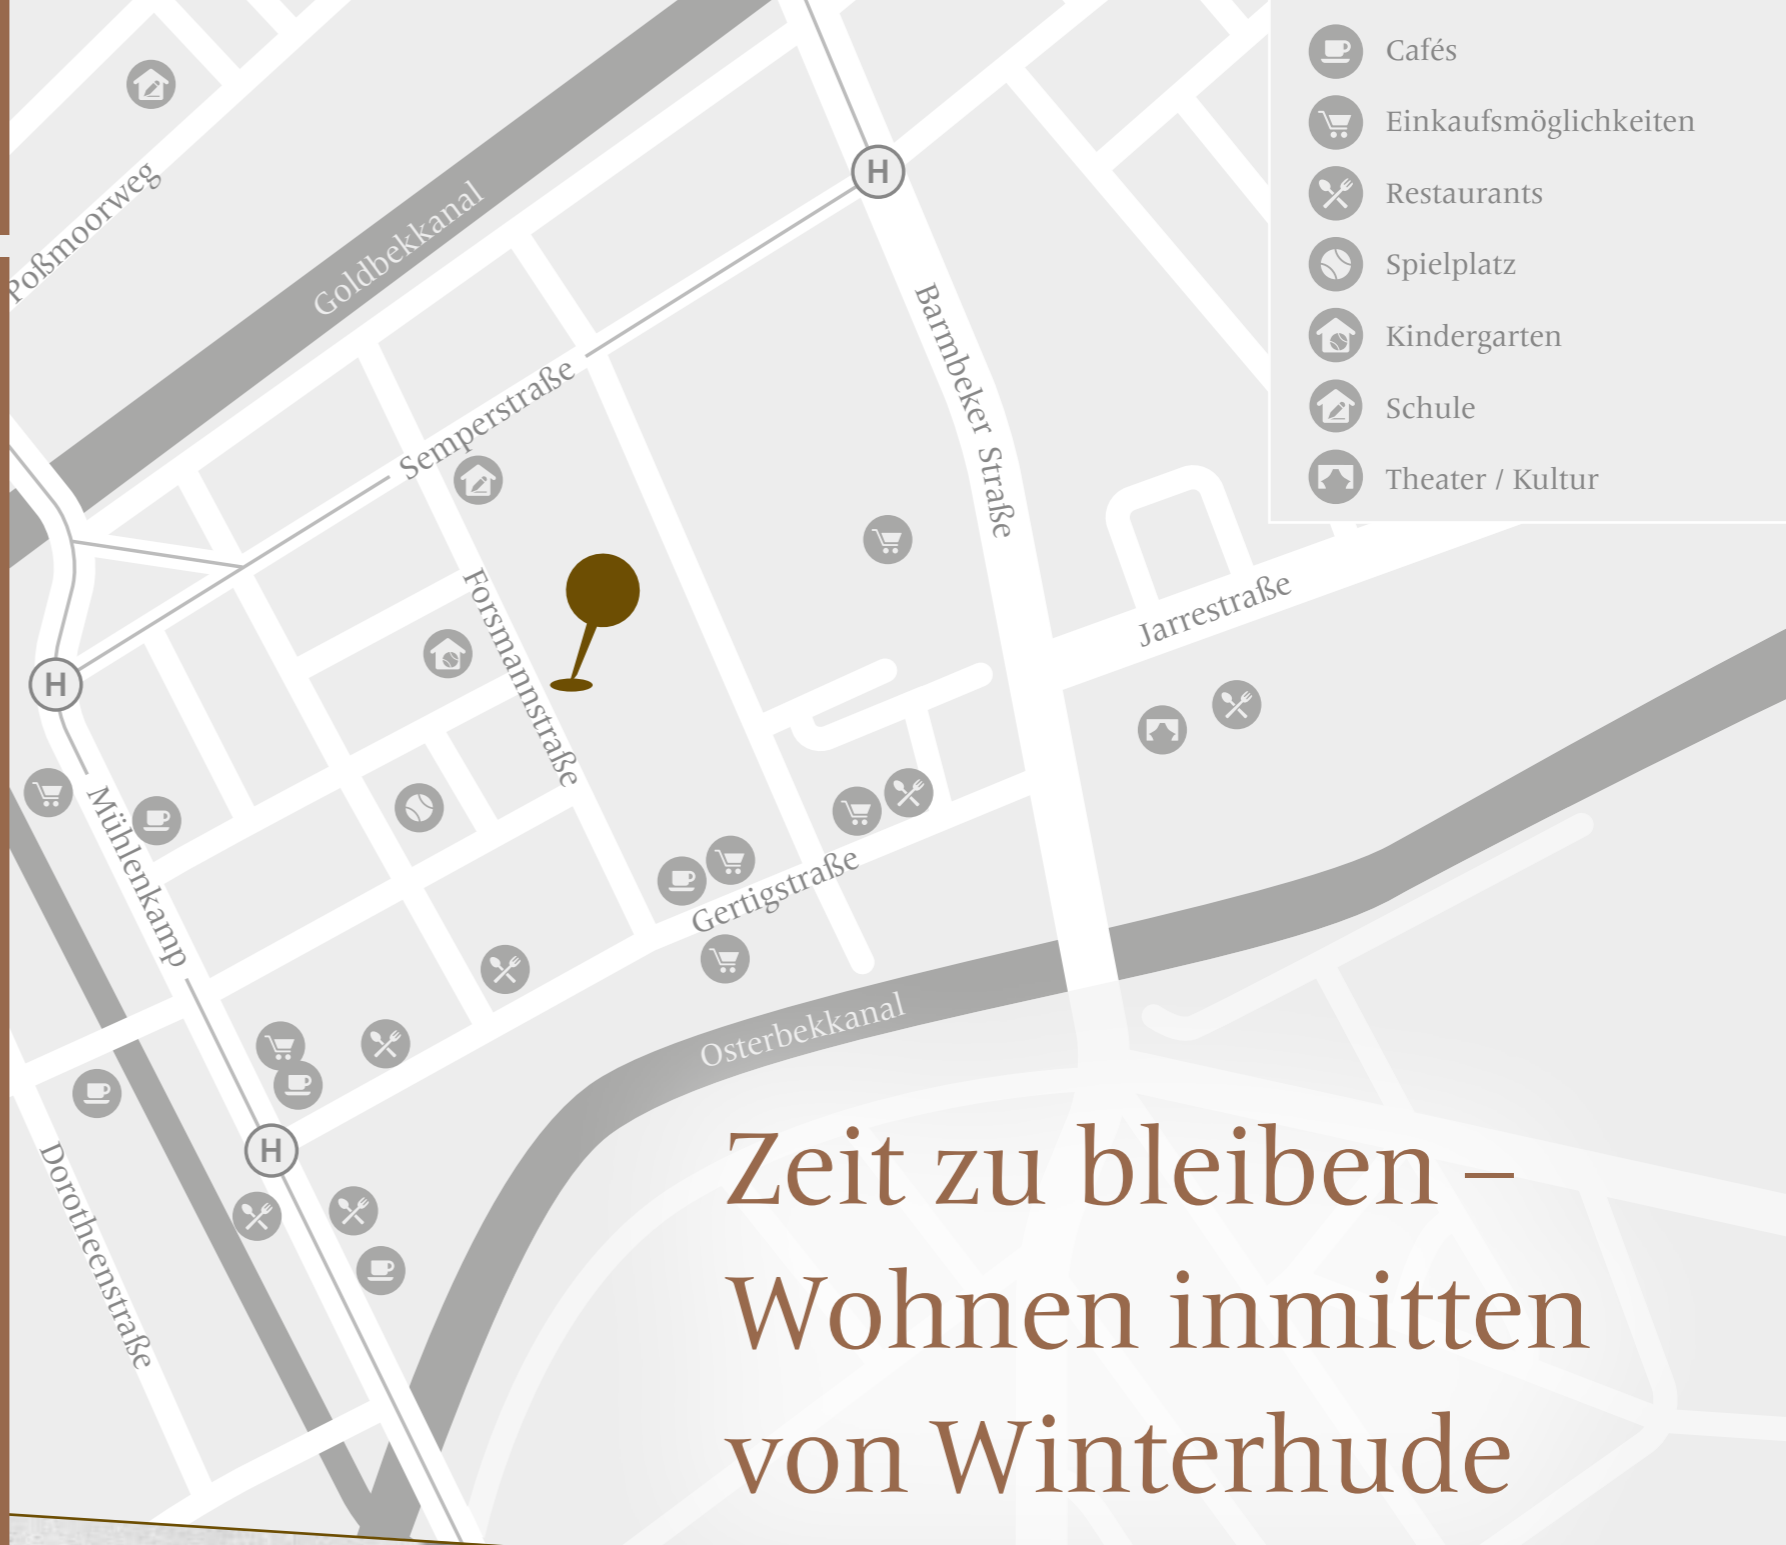 Cafés
Einkaufsmöglichkeiten
Restaurants
Spielplatz
Kindergarten
Schule
Theater / Kultur
Poßmoorweg
Goldbekkanal
H
Semperstraße
Barmbeker Straße
Forsmannstraße
Jarrestraße
H
Mühlenkamp
Gertigstraße
Osterbekkanal
H
Dorotheenstraße
Zeit zu bleiben –
Wohnen inmitten
von Winterhude